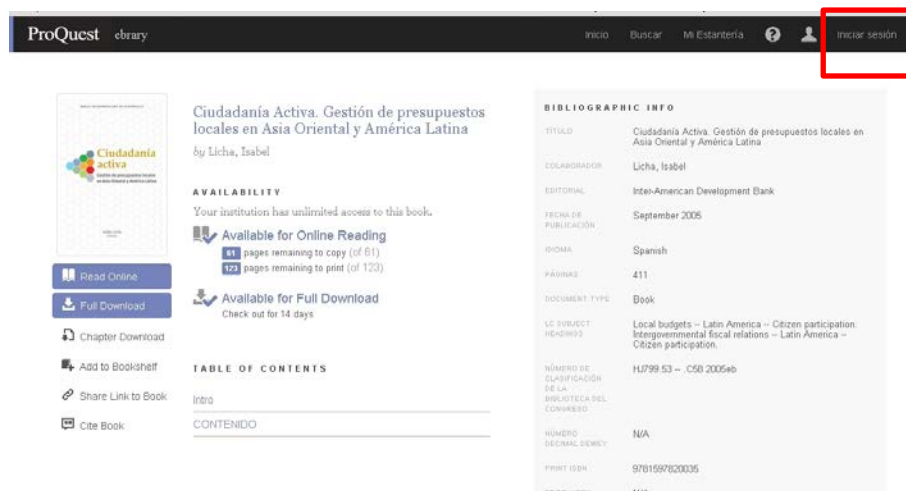 ProQuest ebrary
Inicio Buscar Mi Estantería ? Iniciar sesión
Ciudadanía
activa
Ciudadanía Activa. Gestión de presupuestos
locales en Asia Oriental y América Latina
by Licha, Isabel
AVAILABILITY
Your institution has unlimited access to this book.
Available for Online Reading
61 pages remaining to copy (of 61)
123 pages remaining to print (of 123)
Available for Full Download
Check out for 14 days
TABLE OF CONTENTS
Intro
CONTENIDO
Read Online
Full Download
Chapter Download
Add to Bookshelf
Share Link to Book
Cite Book
BIBLIOGRAPHIC INFO
TÍTULO Ciudadanía Activa. Gestión de presupuestos locales en
Asia Oriental y América Latina
COLABORADOR Licha, Isabel
EDITORIAL Inter-American Development Bank
FECHA DE
PUBLICACIÓN September 2005
IDIOMA Spanish
PÁGINAS 411
DOCUMENT TYPE Book
LC SUBJECT
HEADINGS Local budgets -- Latin America -- Citizen participation.
Intergovernmental fiscal relations -- Latin America --
Citizen participation.
NÚMERO DE
CLASIFICACIÓN
DE LA
BIBLIOTECA DEL
CONGRESO HJ799.53 -- .C58 2005eb
NÚMERO
DECIMAL DEWEY N/A
PRINT ISBN 9781597820035